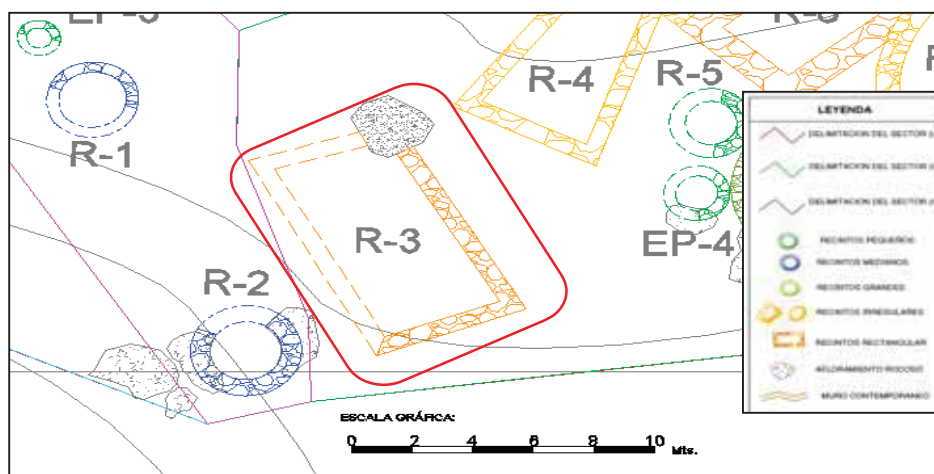 EP-5
R-1
R-2
R-3
R-4
R-5
EP-4
LEYENDA
DELIMITACION DEL SECTOR
DELIMITACION DEL SECTOR
DELIMITACION DEL SECTOR
RECINTOS PEQUEÑOS
RECINTOS MEDIANOS
RECINTOS GRANDES
RECINTOS IRREGULARES
RECINTOS RECTANGULAR
AFLORAMIENTO ROCOSO
MURO CONTEMPORANEO
ESCALA GRÁFICA:
0 2 4 6 8 10
Mts.